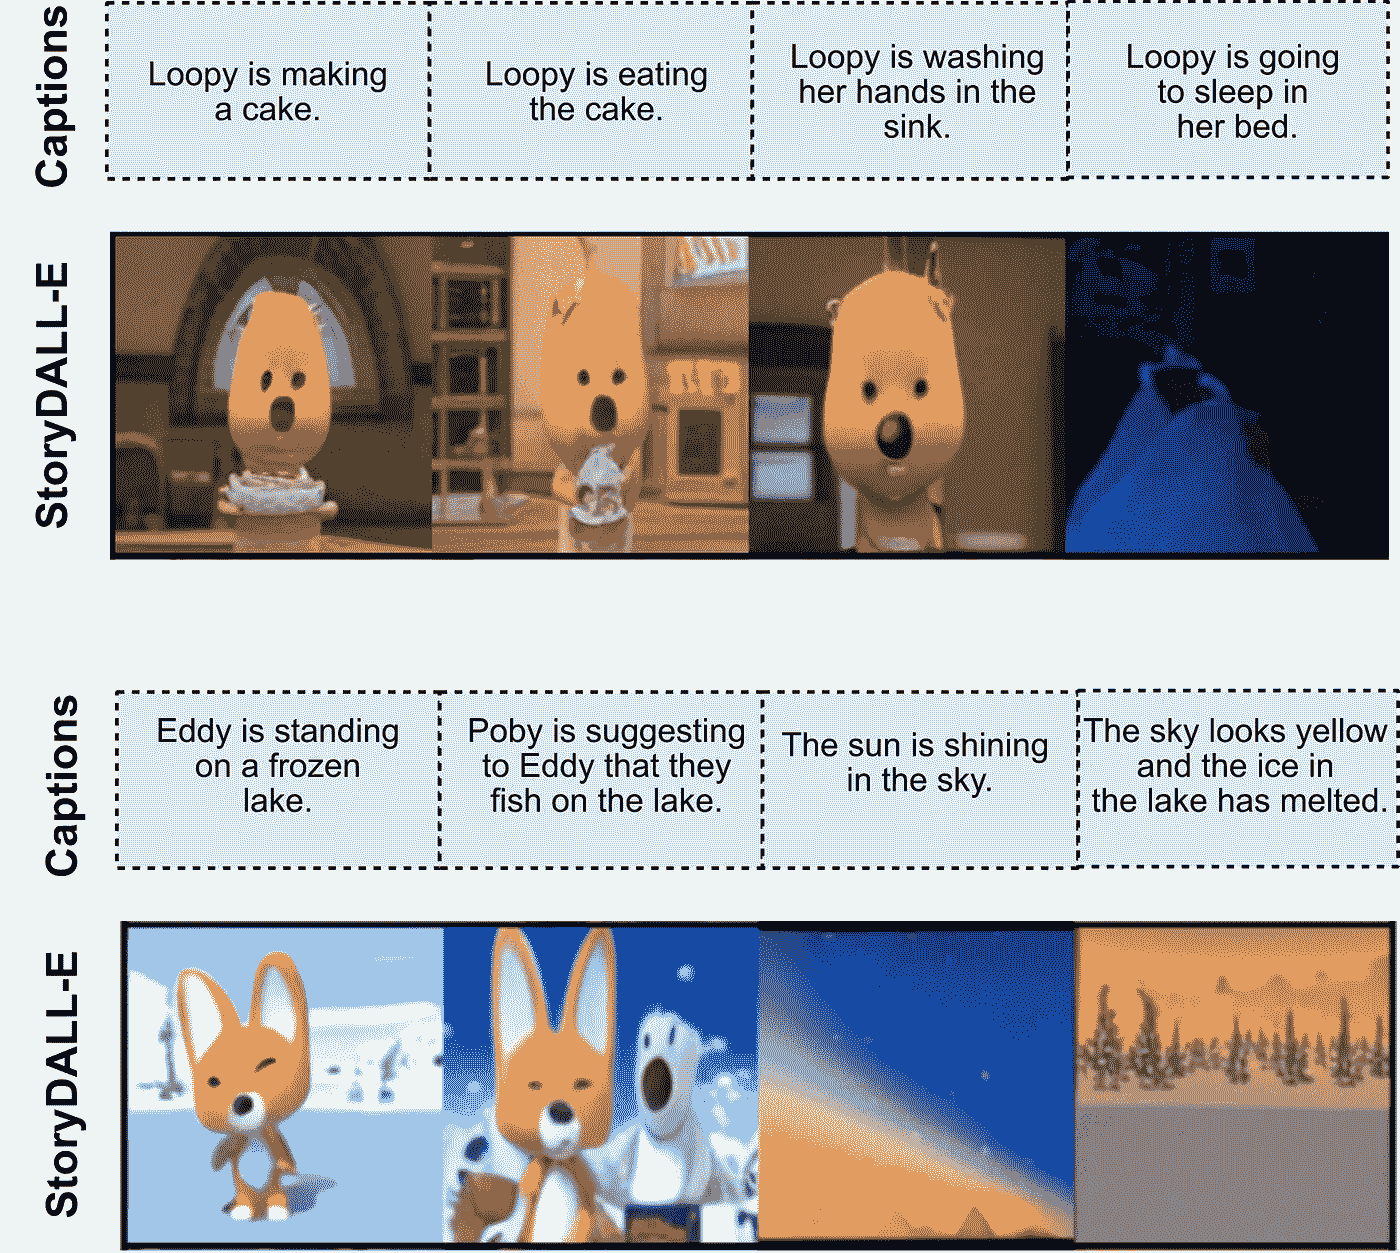 Captions
Loopy is making
a cake.
Loopy is eating
the cake.
Loopy is washing
her hands in the
sink.
Loopy is going
to sleep in
her bed.
StoryDALL-E
Captions
Eddy is standing
on a frozen
lake.
Poby is suggesting
to Eddy that they
fish on the lake.
The sun is shining
in the sky.
The sky looks yellow
and the ice in
the lake has melted.
StoryDALL-E